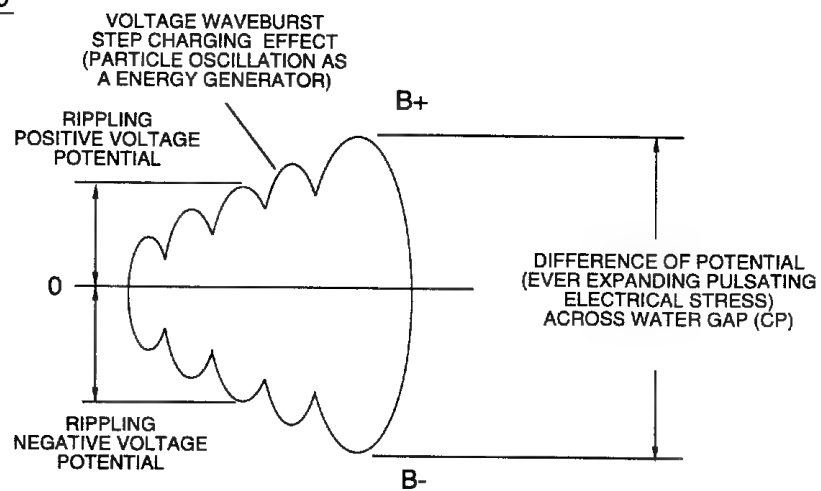 VOLTAGE WAVEBURST
STEP CHARGING EFFECT
(PARTICLE OSCILLATION AS
A ENERGY GENERATOR)
B+
RIPPLING
POSITIVE VOLTAGE
POTENTIAL
0
DIFFERENCE OF POTENTIAL
(EVER EXPANDING PULSATING
ELECTRICAL STRESS)
ACROSS WATER GAP (CP)
RIPPLING
NEGATIVE VOLTAGE
POTENTIAL
B-